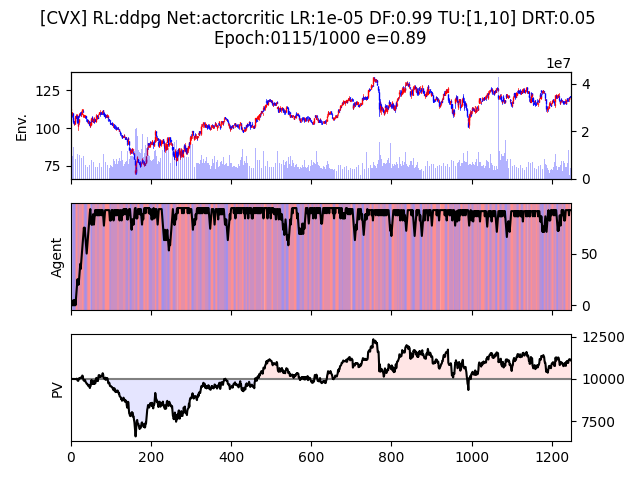 [CVX] RL:ddpg Net:actorcritic LR:1e-05 DF:0.99 TU:[1,10] DRT:0.05
Epoch:0115/1000 e=0.89
1e7
125
100
75
Env.
4
2
0
Agent
50
0
PV
12500
10000
7500
0 200 400 600 800 1000 1200